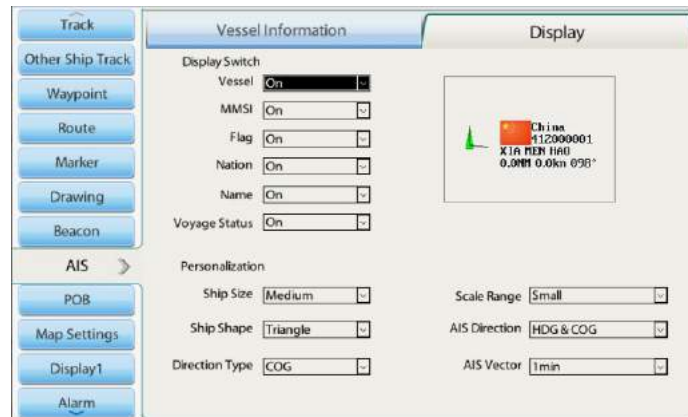 Track
Other Ship Track
Waypoint
Route
Marker
Drawing
Beacon
AIS
POB
Map Settings
Display1
Alarm
Vessel Information
Display
Display Switch
Vessel On
MMSI On
Flag On
Nation On
Name On
Voyage Status On
China
412000001
XIA MEN HAO
0.0NM 0.0kn 098°
Personalization
Ship Size Medium
Scale Range Small
Ship Shape Triangle
AIS Direction HDG & COG
Direction Type COG
AIS Vector 1min